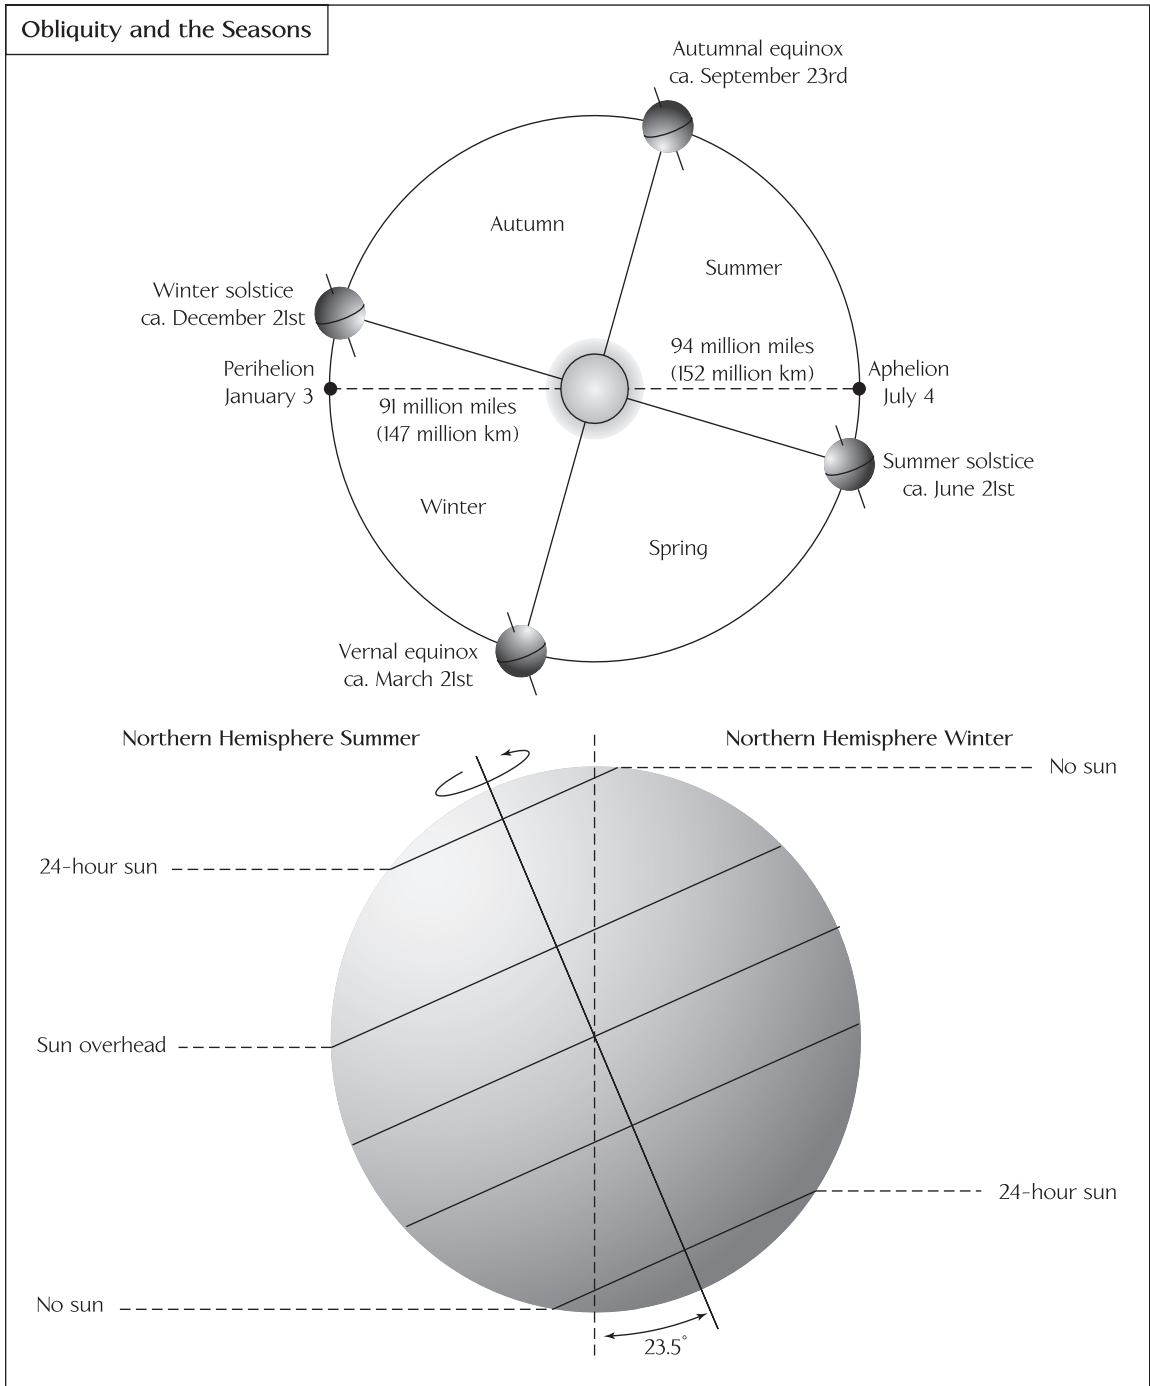 Obliquity and the Seasons
Autumnal equinox
ca. September 23rd
Autumn
Summer
Winter solstice
ca. December 21st
94 million miles
(152 million km)
Perihelion
January 3
Aphelion
July 4
91 million miles
(147 million km)
Summer solstice
ca. June 21st
Winter
Spring
Vernal equinox
ca. March 21st
Northern Hemisphere Summer
Northern Hemisphere Winter
No sun
24-hour sun
Sun overhead
24-hour sun
No sun
23.5°